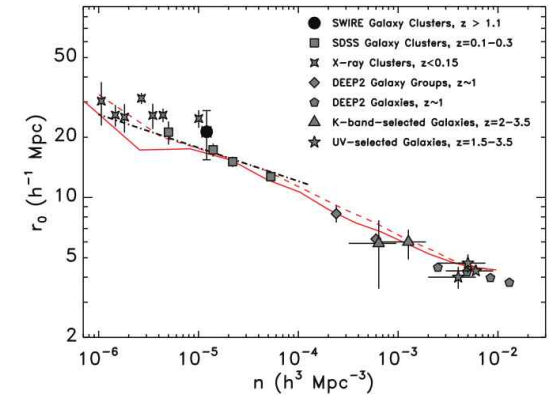 SWIRE Galaxy Clusters, z > 1.1
SDSS Galaxy Clusters, z=0.1-0.3
X-ray Clusters, z<0.15
DEEP2 Galaxy Groups, z~1
DEEP2 Galaxies, z~1
K-band-selected Galaxies, z=2-3.5
UV-selected Galaxies, z=1.5-3.5
50
20
10
5
2
r₀ (h⁻¹ Mpc)
10⁻⁶ 10⁻⁵ 10⁻⁴ 10⁻³ 10⁻²
n (h³ Mpc⁻³)